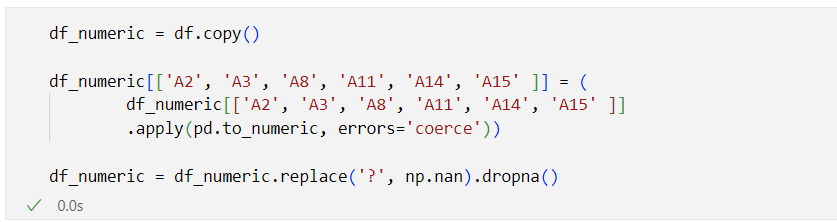 df_numeric = df.copy()
df_numeric[['A2', 'A3', 'A8', 'A11', 'A14', 'A15' ]] = (
df_numeric[['A2', 'A3', 'A8', 'A11', 'A14', 'A15' ]]
.apply(pd.to_numeric, errors='coerce'))
df_numeric = df_numeric.replace('?', np.nan).dropna()
0.0s